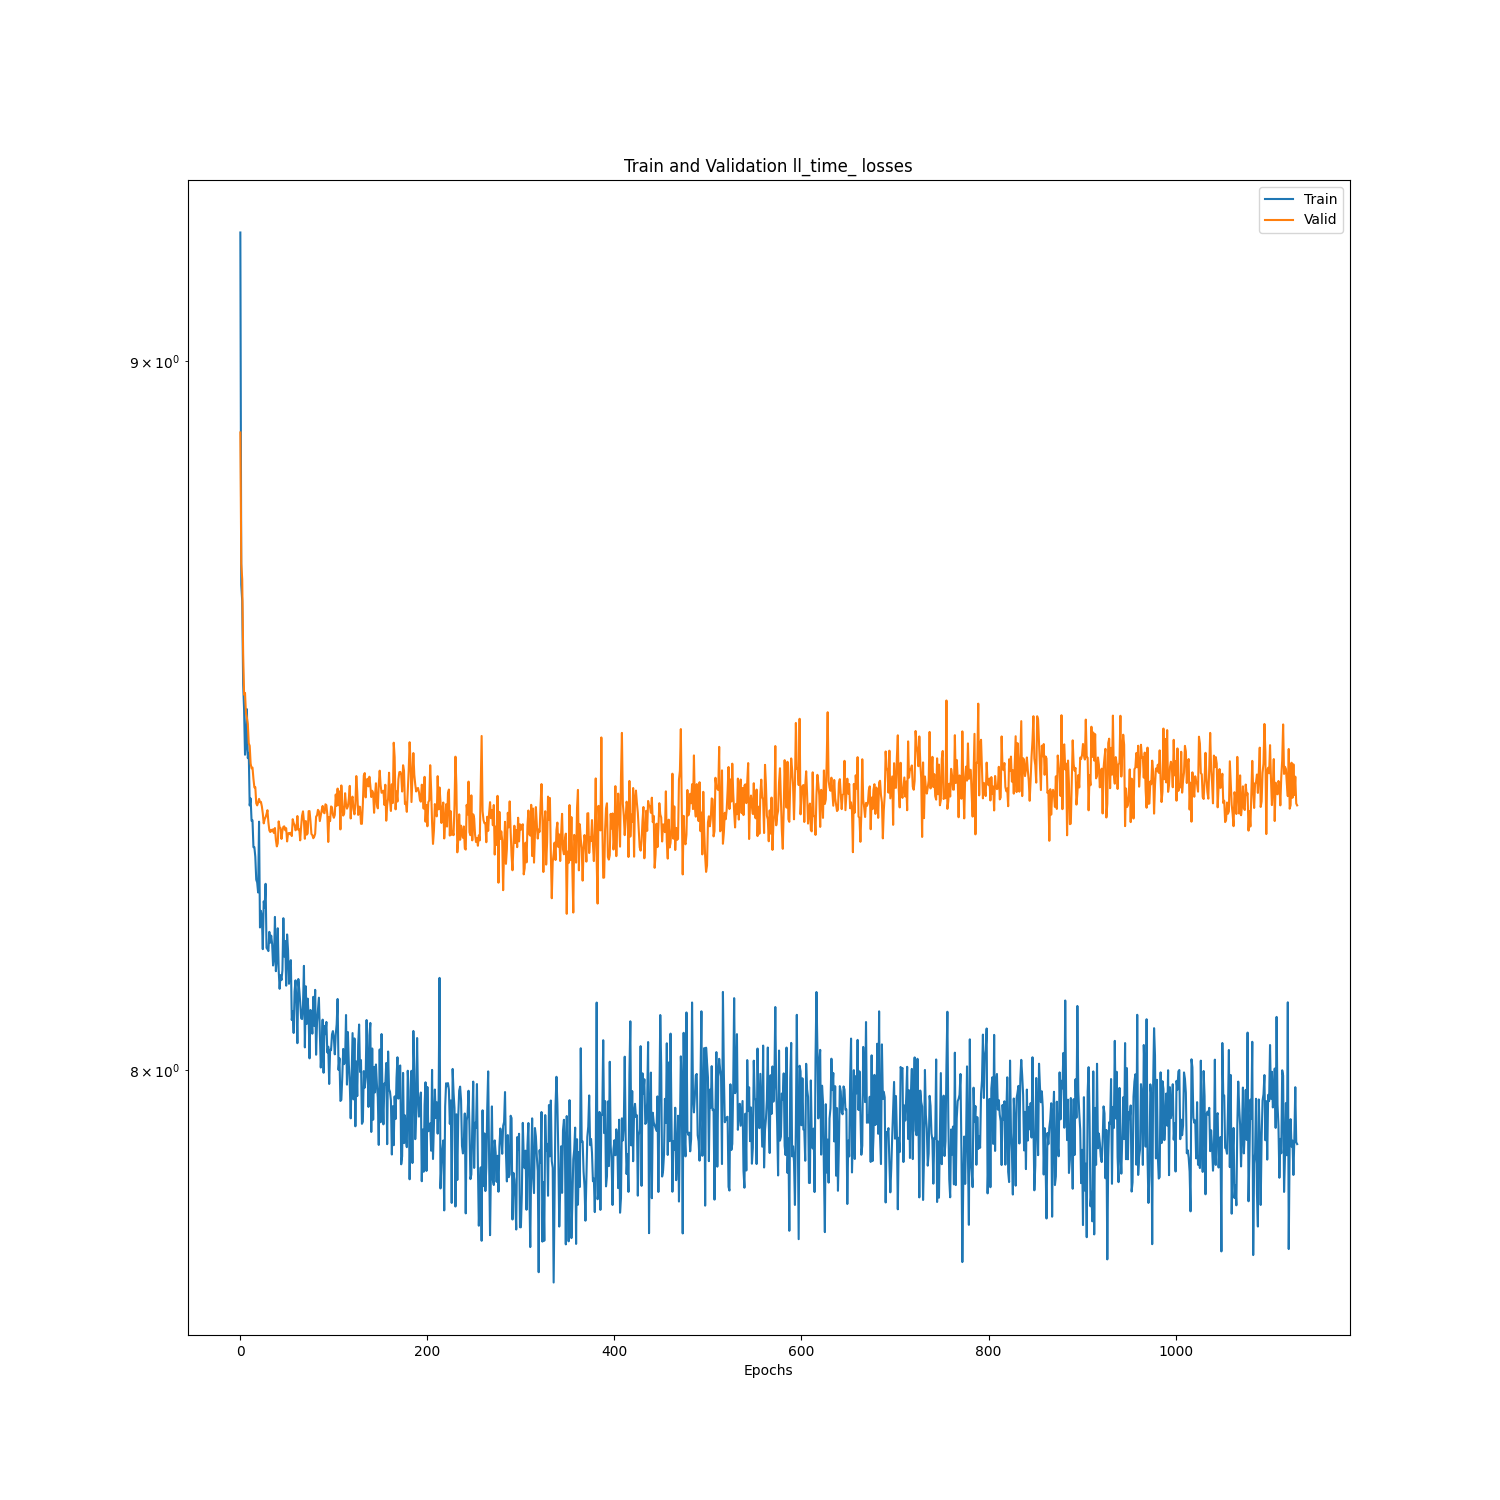 Train and Validation ll_time_ losses
Train
Valid
9 × 10⁰
8 × 10⁰
0 200 400 600 800 1000
Epochs